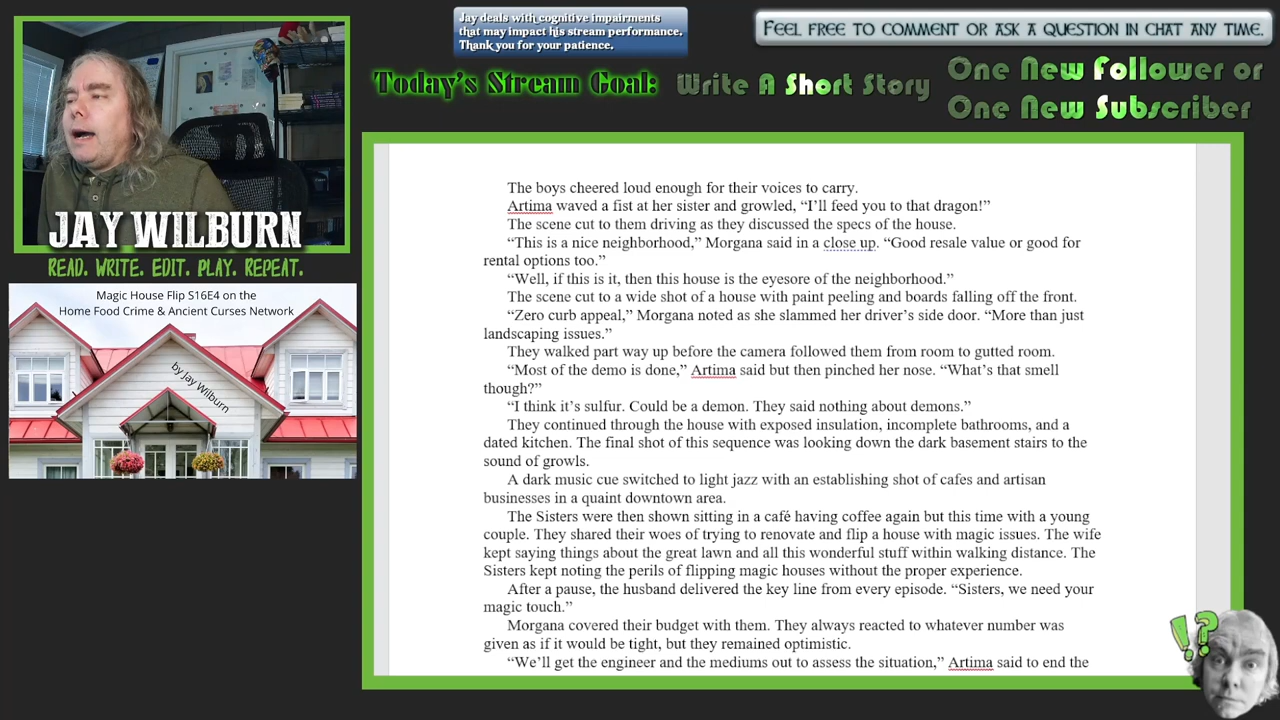 Jay deals with cognitive impairments
that may impact his stream performance.
Thank you for your patience.
Feel free to comment or ask a question in chat any time.
Today's Stream Goal:
Write A Short Story
One New Follower or
One New Subscriber
JAY WILBURN
READ. WRITE. EDIT. PLAY. REPEAT.
Magic House Flip S16E4 on the
Home Food Crime & Ancient Curses Network
by Jay Wilburn
The boys cheered loud enough for their voices to carry.
Artima waved a fist at her sister and growled, “I’ll feed you to that dragon!”
The scene cut to them driving as they discussed the specs of the house.
“This is a nice neighborhood,” Morgana said in a close up. “Good resale value or good for
rental options too.”
“Well, if this is it, then this house is the eyesore of the neighborhood.”
The scene cut to a wide shot of a house with paint peeling and boards falling off the front.
“Zero curb appeal,” Morgana noted as she slammed her driver’s side door. “More than just
landscaping issues.”
They walked part way up before the camera followed them from room to gutted room.
“Most of the demo is done,” Artima said but then pinched her nose. “What’s that smell
though?”
“I think it’s sulfur. Could be a demon. They said nothing about demons.”
They continued through the house with exposed insulation, incomplete bathrooms, and a
dated kitchen. The final shot of this sequence was looking down the dark basement stairs to the
sound of growls.
A dark music cue switched to light jazz with an establishing shot of cafes and artisan
businesses in a quaint downtown area.
The Sisters were then shown sitting in a café having coffee again but this time with a young
couple. They shared their woes of trying to renovate and flip a house with magic issues. The wife
kept saying things about the great lawn and all this wonderful stuff within walking distance. The
Sisters kept noting the perils of flipping magic houses without the proper experience.
After a pause, the husband delivered the key line from every episode. “Sisters, we need your
magic touch.”
Morgana covered their budget with them. They always reacted to whatever number was
given as if it would be tight, but they remained optimistic.
“We’ll get the engineer and the mediums out to assess the situation,” Artima said to end the
!?